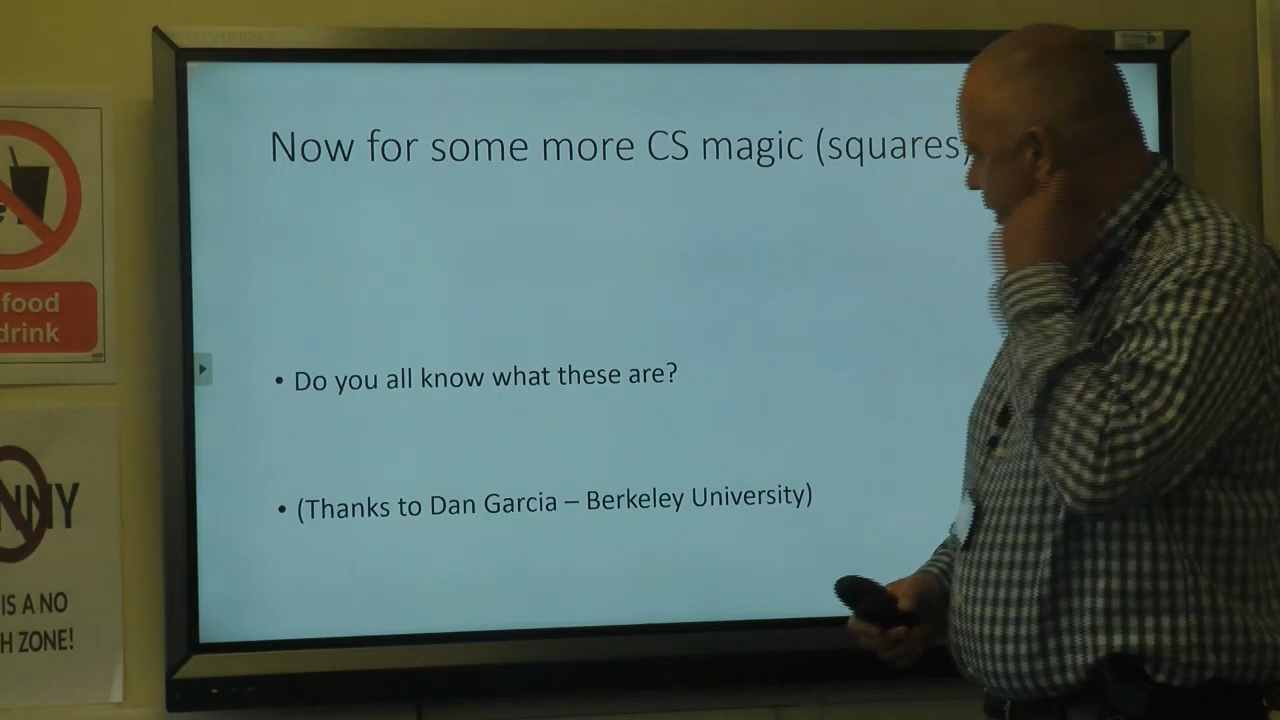 Now for some more CS magic (squares)
• Do you all know what these are?
• (Thanks to Dan Garcia – Berkeley University)
food
drink
NNY
IS A NO
H ZONE!